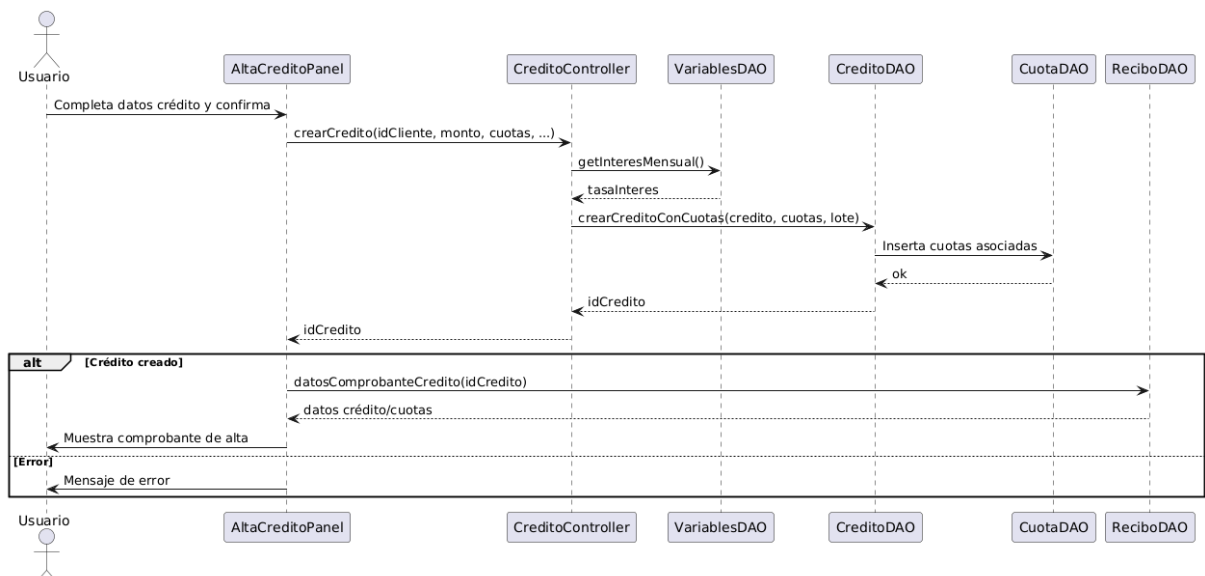 Usuario
AltaCreditoPanel
CreditoController
VariablesDAO
CreditoDAO
CuotaDAO
ReciboDAO
Completa datos crédito y confirma
crearCredito(idCliente, monto, cuotas, ...)
getInteresMensual()
tasaInteres
crearCreditoConCuotas(credito, cuotas, lote)
Inserta cuotas asociadas
ok
idCredito
idCredito
alt [Crédito creado]
datosComprobanteCredito(idCredito)
datos crédito/cuotas
Muestra comprobante de alta
[Error]
Mensaje de error
Usuario
AltaCreditoPanel
CreditoController
VariablesDAO
CreditoDAO
CuotaDAO
ReciboDAO